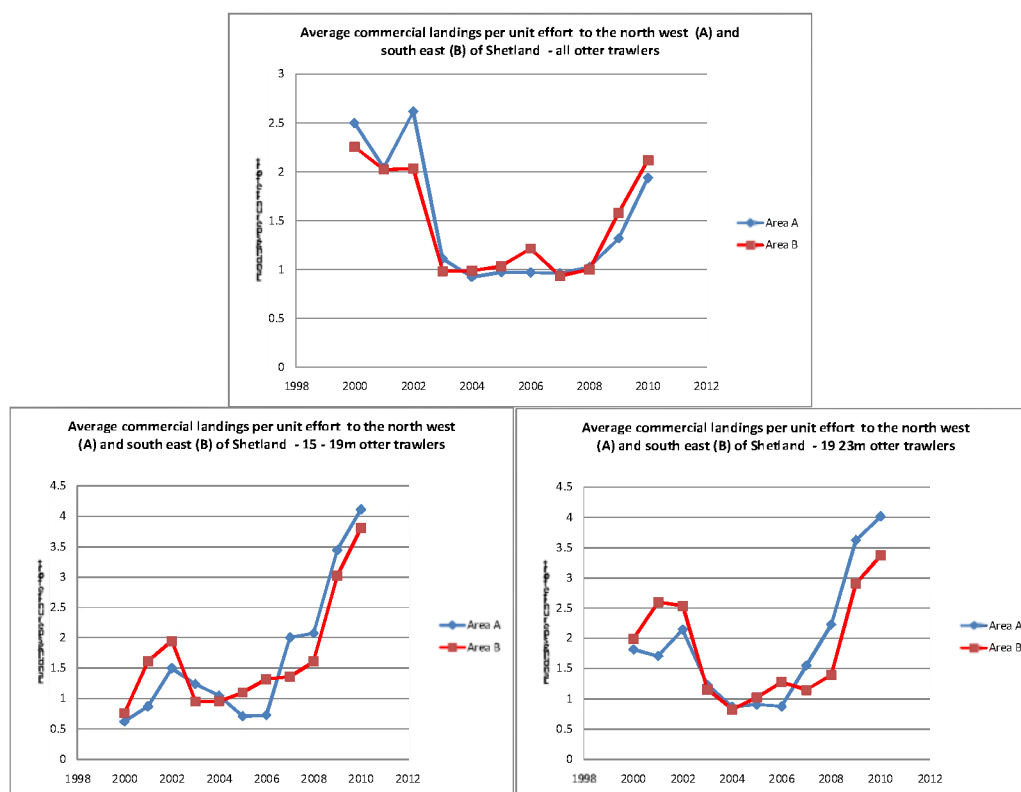 Average commercial landings per unit effort to the north west (A) and
south east (B) of Shetland - all otter trawlers
3
2.5
2
1.5
1
0.5
0
1998 2000 2002 2004 2006 2008 2010 2012
Area A
Area B
Average commercial landings per unit effort to the north west
(A) and south east (B) of Shetland - 15 - 19m otter trawlers
4.5
4
3.5
3
2.5
2
1.5
1
0.5
0
1998 2000 2002 2004 2006 2008 2010 2012
Area A
Area B
Average commercial landings per unit effort to the north west
(A) and south east (B) of Shetland - 19 23m otter trawlers
4.5
4
3.5
3
2.5
2
1.5
1
0.5
0
1998 2000 2002 2004 2006 2008 2010 2012
Area A
Area B